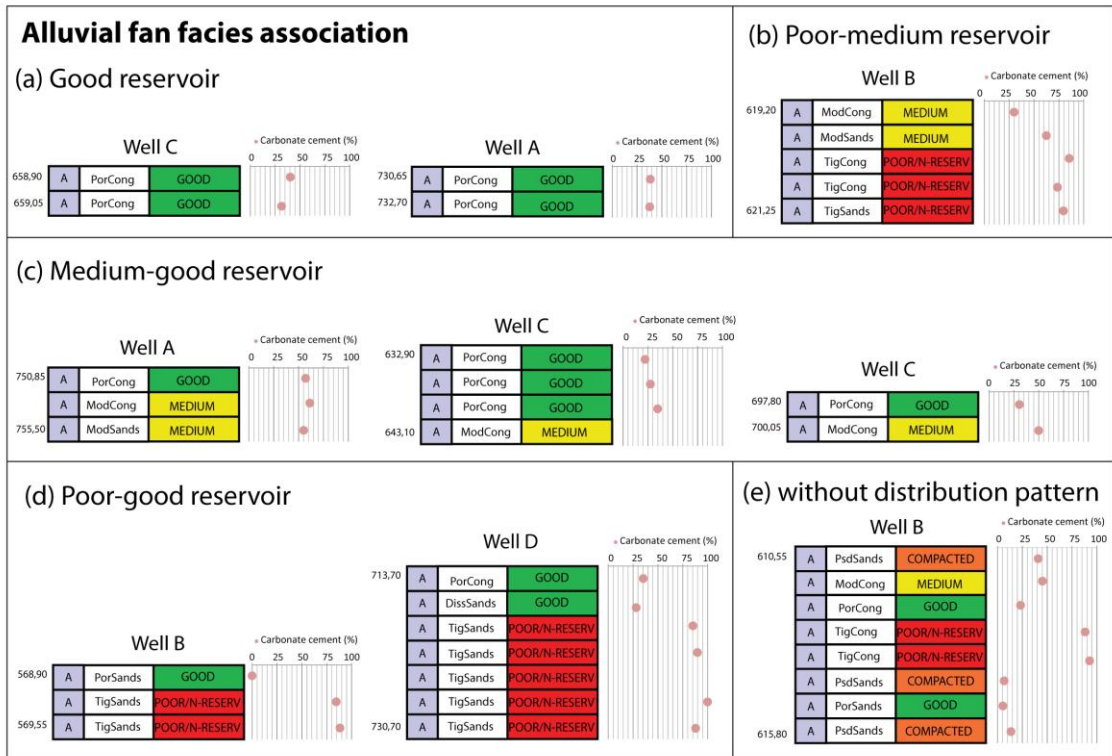 Alluvial fan facies association
(a) Good reservoir
Well C
Carbonate cement (%)
0 25 50 75 100
658,90 A PorCong GOOD
659,05 A PorCong GOOD
Well A
Carbonate cement (%)
0 25 50 75 100
730,65 A PorCong GOOD
732,70 A PorCong GOOD
(b) Poor-medium reservoir
Well B
Carbonate cement (%)
0 25 50 75 100
619,20 A ModCong MEDIUM
A ModSands MEDIUM
A TigCong POOR/N-RESERV
A TigCong POOR/N-RESERV
621,25 A TigSands POOR/N-RESERV
(c) Medium-good reservoir
Well A
Carbonate cement (%)
0 25 50 75 100
750,85 A PorCong GOOD
A ModCong MEDIUM
755,50 A ModSands MEDIUM
Well C
Carbonate cement (%)
0 25 50 75 100
632,90 A PorCong GOOD
A PorCong GOOD
A PorCong GOOD
643,10 A ModCong MEDIUM
Well C
Carbonate cement (%)
0 25 50 75 100
697,80 A PorCong GOOD
700,05 A ModCong MEDIUM
(d) Poor-good reservoir
Well B
Carbonate cement (%)
0 25 50 75 100
568,90 A PorSands GOOD
A TigSands POOR/N-RESERV
569,55 A TigSands POOR/N-RESERV
Well D
Carbonate cement (%)
0 25 50 75 100
713,70 A PorCong GOOD
A DissSands GOOD
A TigSands POOR/N-RESERV
A TigSands POOR/N-RESERV
A TigSands POOR/N-RESERV
730,70 A TigSands POOR/N-RESERV
(e) without distribution pattern
Well B
Carbonate cement (%)
0 25 50 75 100
610,55 A PsdSands COMPACTED
A ModCong MEDIUM
A PorCong GOOD
A TigCong POOR/N-RESERV
A TigCong POOR/N-RESERV
A PsdSands COMPACTED
A PorSands GOOD
615,80 A PsdSands COMPACTED